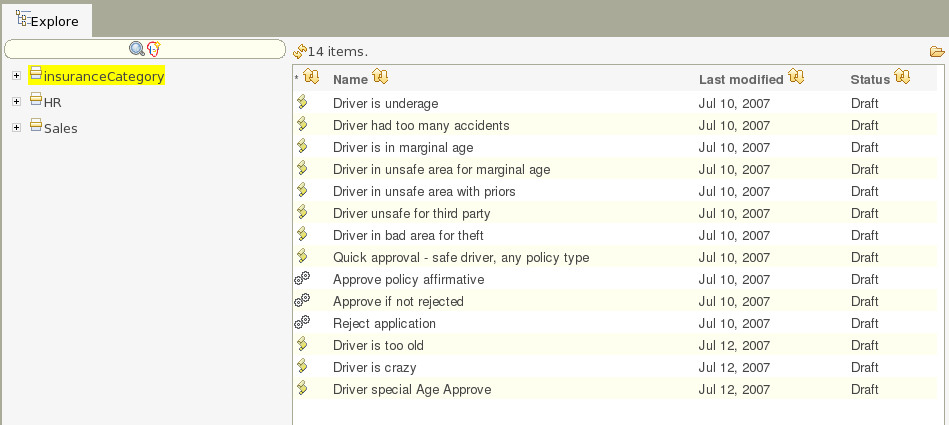 Explore
14 items.
insuranceCategory
HR
Sales
* Name Last modified Status
Driver is underage Jul 10, 2007 Draft
Driver had too many accidents Jul 10, 2007 Draft
Driver is in marginal age Jul 10, 2007 Draft
Driver in unsafe area for marginal age Jul 10, 2007 Draft
Driver in unsafe area with priors Jul 10, 2007 Draft
Driver unsafe for third party Jul 10, 2007 Draft
Driver in bad area for theft Jul 10, 2007 Draft
Quick approval - safe driver, any policy type Jul 10, 2007 Draft
Approve policy affirmative Jul 10, 2007 Draft
Approve if not rejected Jul 10, 2007 Draft
Reject application Jul 10, 2007 Draft
Driver is too old Jul 12, 2007 Draft
Driver is crazy Jul 12, 2007 Draft
Driver special Age Approve Jul 12, 2007 Draft